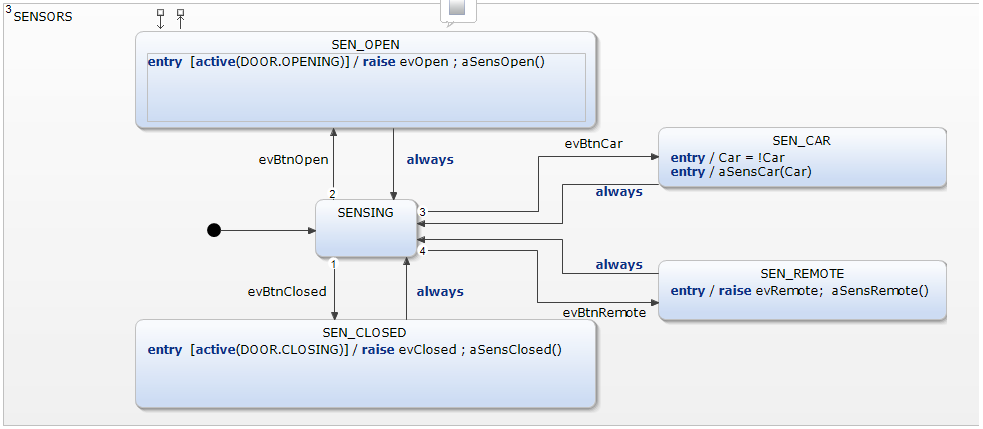 3
SENSORS
SEN_OPEN
entry [active(DOOR.OPENING)] / raise evOpen ; aSensOpen()
evBtnOpen
always
2
evBtnCar
SEN_CAR
entry / Car = !Car
entry / aSensCar(Car)
always
SENSING
3
4
1
always
SEN_REMOTE
entry / raise evRemote; aSensRemote()
evBtnRemote
evBtnClosed
always
SEN_CLOSED
entry [active(DOOR.CLOSING)] / raise evClosed ; aSensClosed()